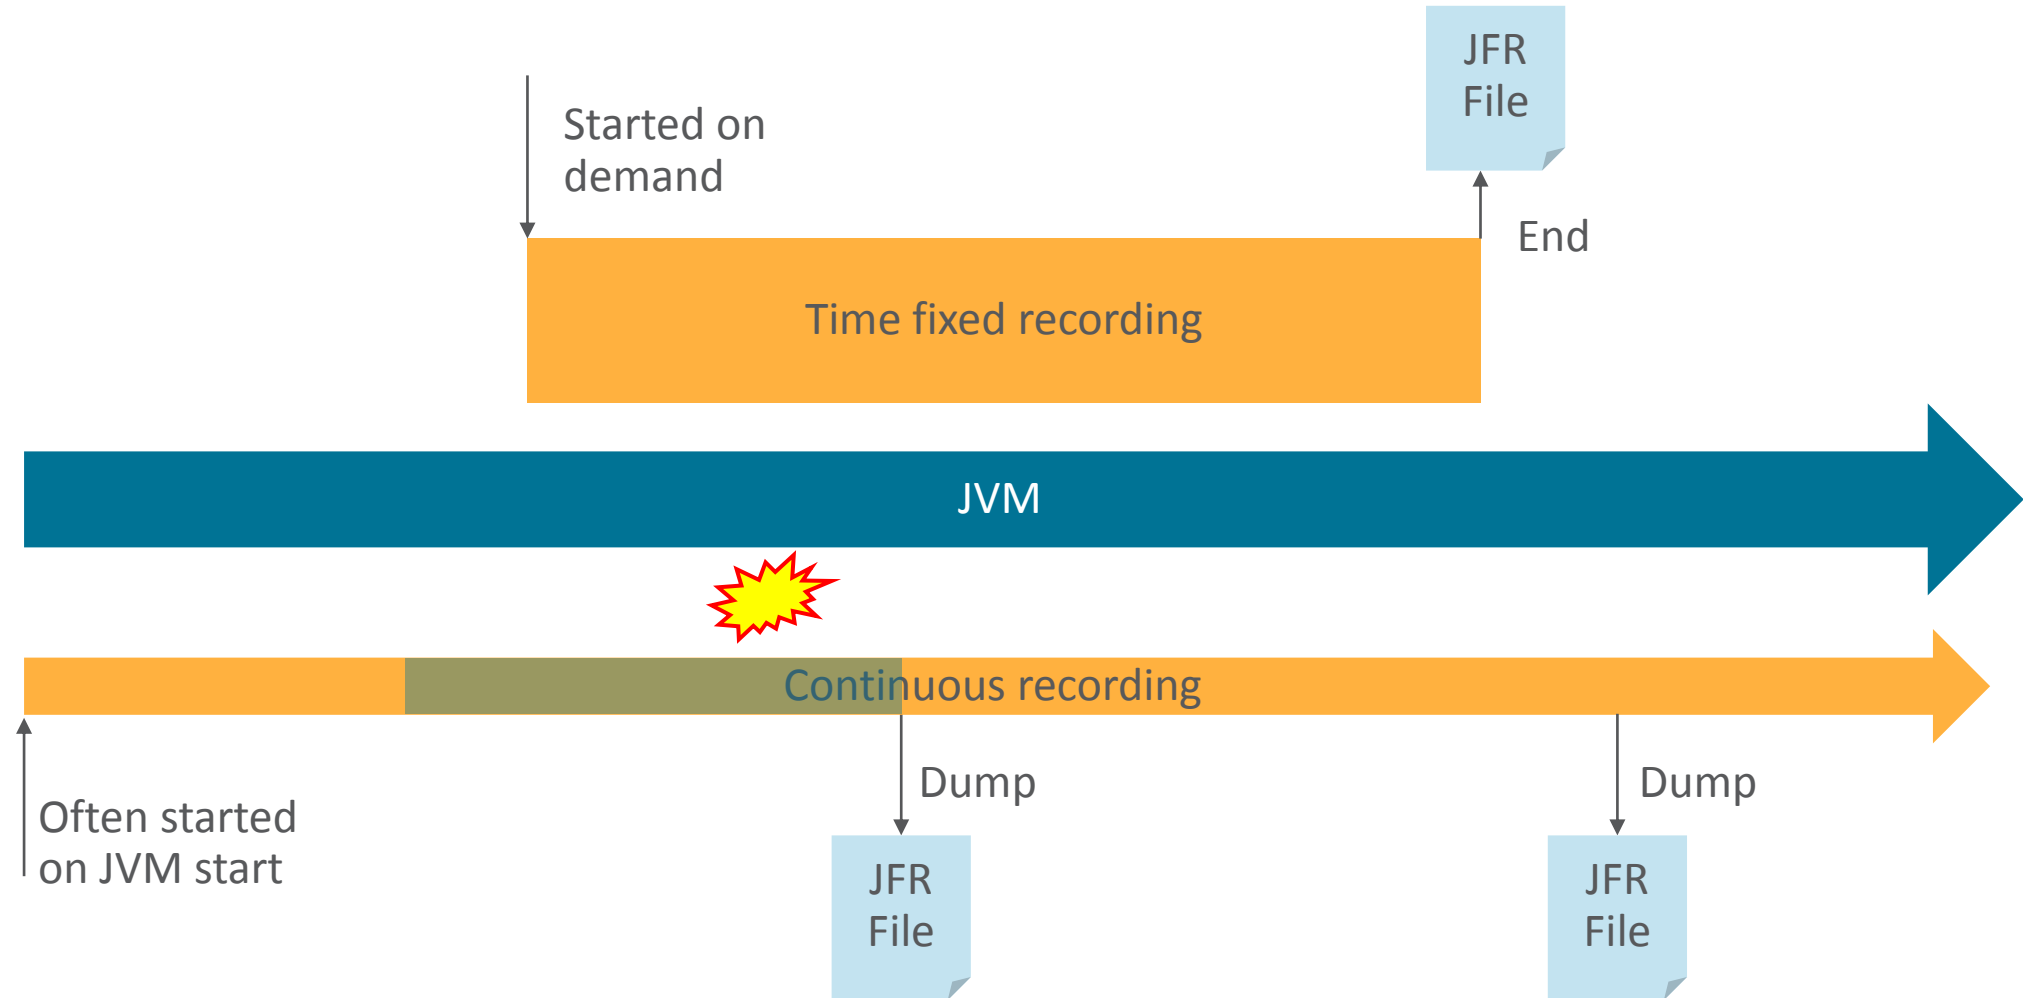 JFR
File
Started on
demand
End
Time fixed recording
JVM
Continuous recording
Dump
Dump
Often started
on JVM start
JFR
File
JFR
File